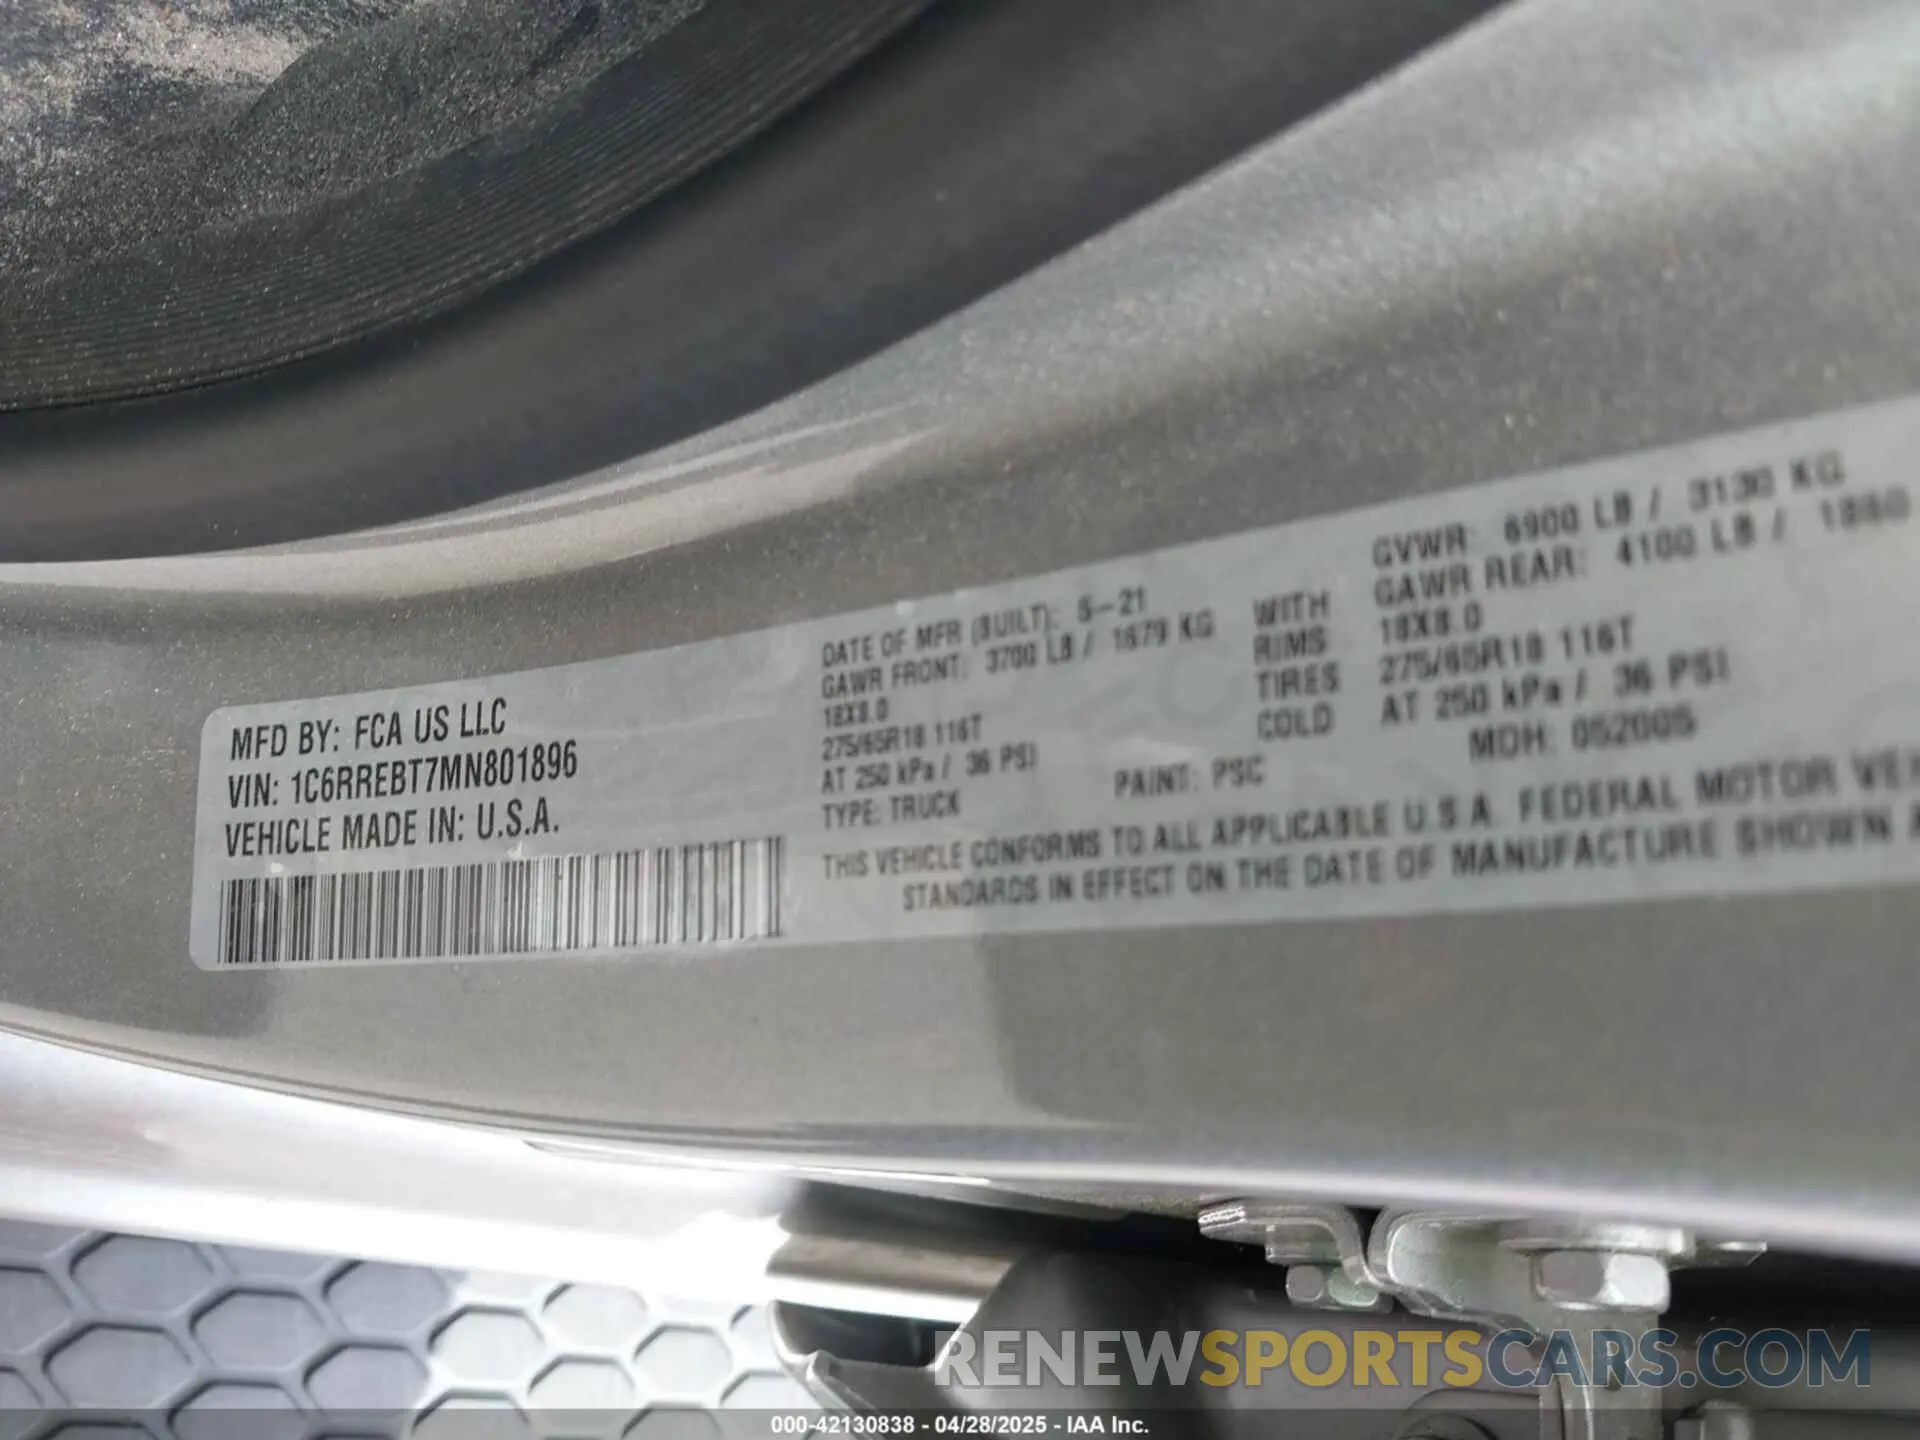 MFD BY: FCA US LLC
VIN: 1C6RREBT7MN801896
VEHICLE MADE IN: U.S.A.
DATE OF MFR (BUILT): 5-21
GAWR FRONT: 3700 LB / 1679 KG
18X8.0
275/65R18 116T
AT 250 kPa / 36 PSI
TYPE: TRUCK
PAINT: PSC
WITH
RIMS
TIRES
COLD
GVWR: 6900 LB / 3130 KG
GAWR REAR: 4100 LB / 1860
18X8.0
275/65R18 116T
AT 250 kPa / 36 PSI
MDH: 052005
THIS VEHICLE CONFORMS TO ALL APPLICABLE U.S.A. FEDERAL MOTOR
STANDARDS IN EFFECT ON THE DATE OF MANUFACTURE SHOWN
RENEWSPORTSCARS.COM
000-42130838 - 04/28/2025 - IAA Inc.